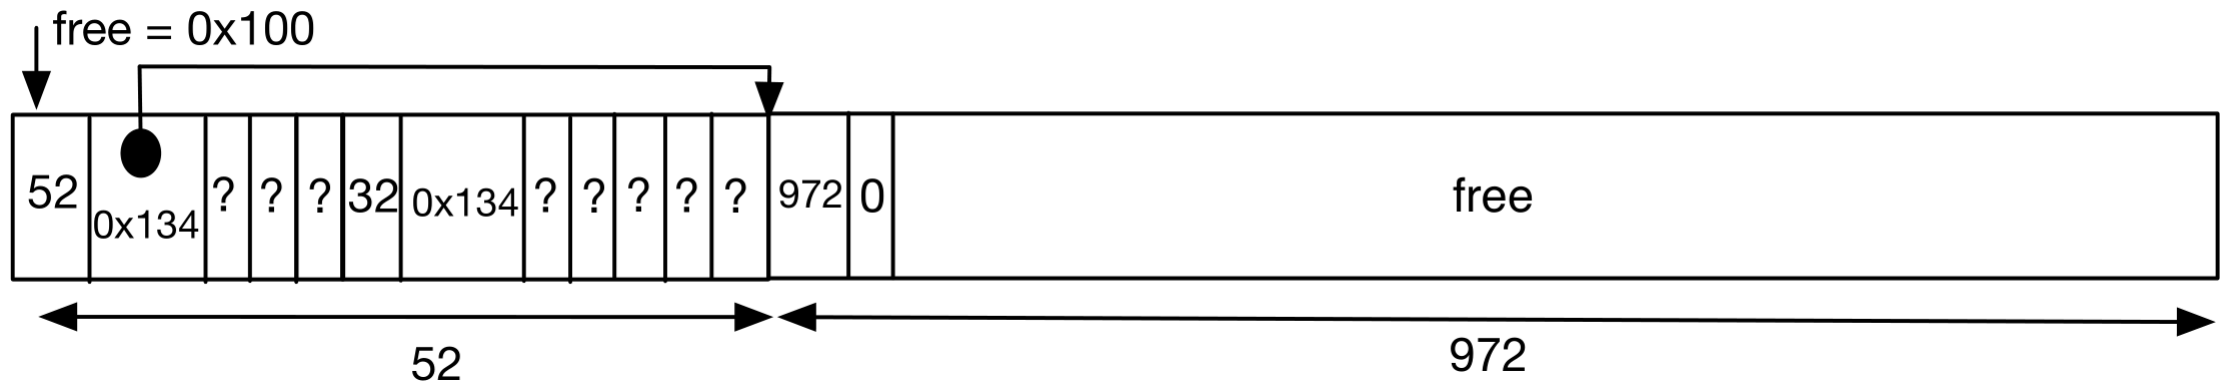 free = 0x100
52 0x134 ? ? ? 32 0x134 ? ? ? ? ? 972 0 free
52 972